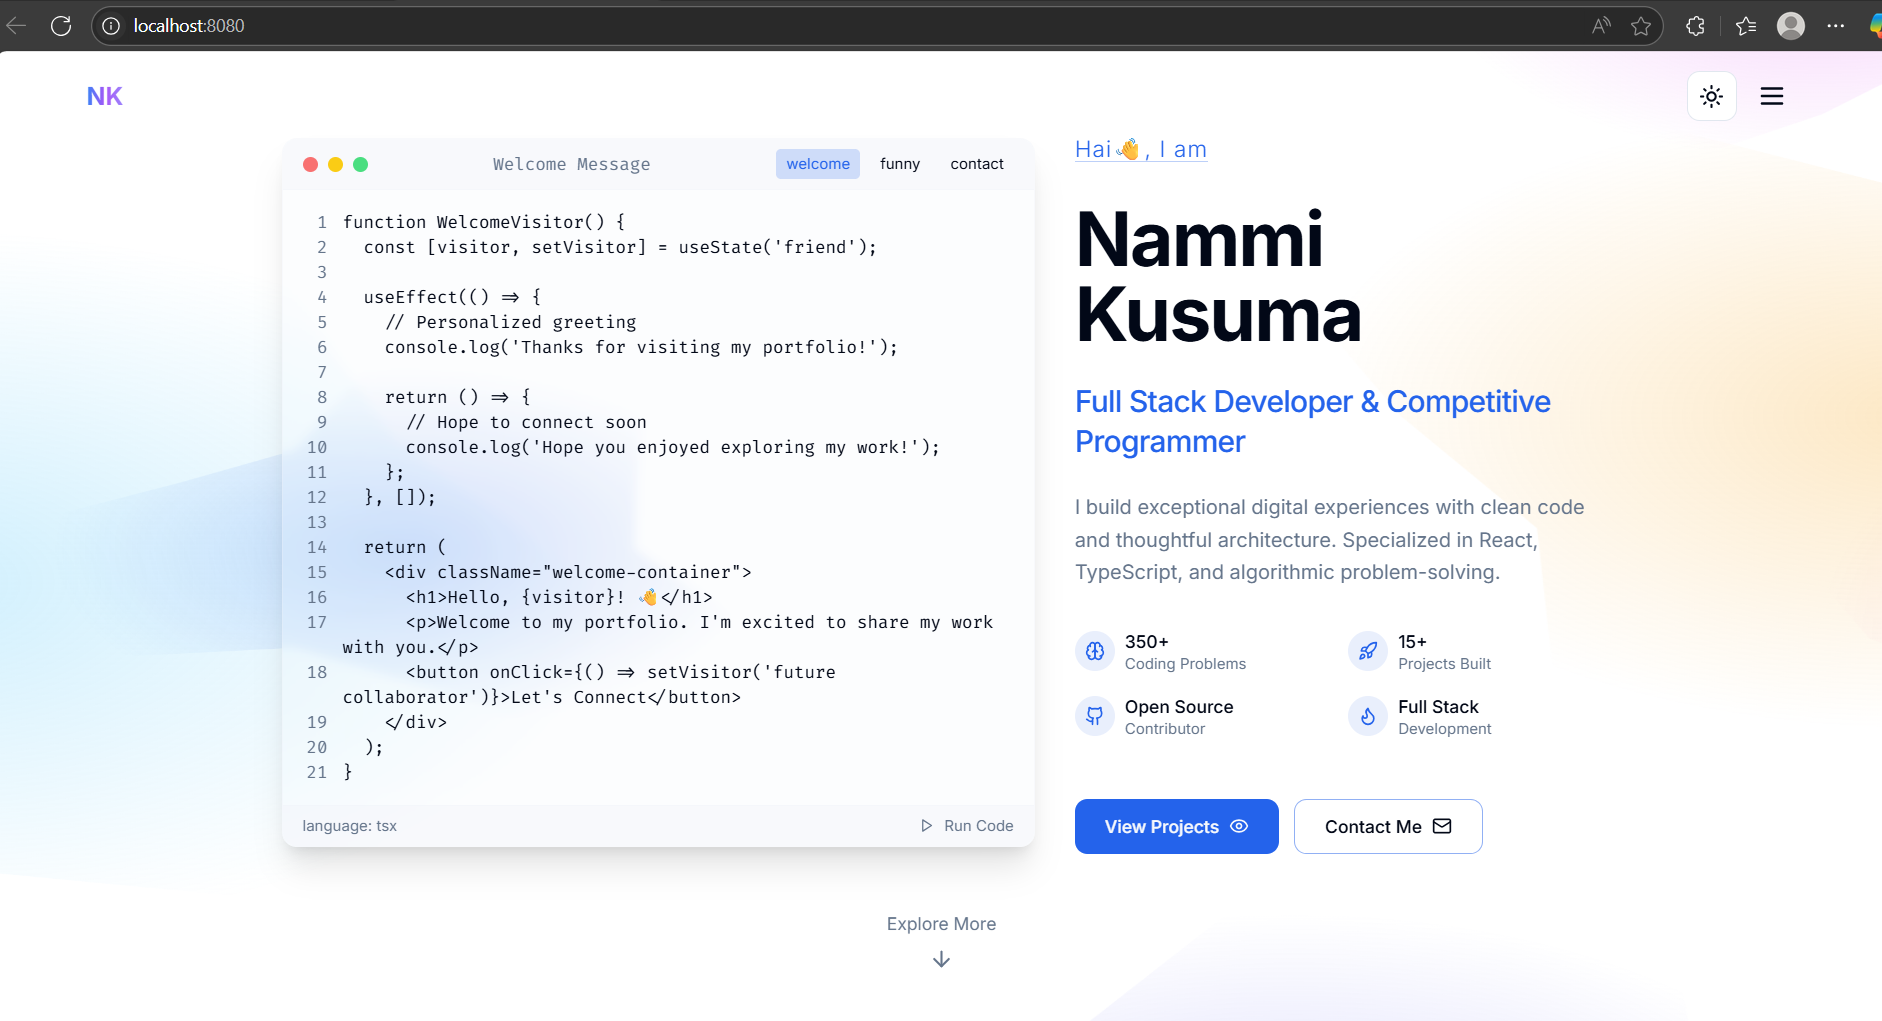 localhost:8080
NK
Welcome Message
welcome
funny
contact
1 function WelcomeVisitor() {
2   const [visitor, setVisitor] = useState('friend');
3
4   useEffect(() => {
5     // Personalized greeting
6     console.log('Thanks for visiting my portfolio!');
7
8     return () => {
9       // Hope to connect soon
10       console.log('Hope you enjoyed exploring my work!');
11     };
12   }, []);
13
14   return (
15     <div className="welcome-container">
16       <h1>Hello, {visitor}! 👋</h1>
17       <p>Welcome to my portfolio. I'm excited to share my work
with you.</p>
18       <button onClick={() => setVisitor('future
collaborator')}>Let's Connect</button>
19     </div>
20   );
21 }
language: tsx
Run Code
Hai👋, I am
Nammi
Kusuma
Full Stack Developer & Competitive
Programmer
I build exceptional digital experiences with clean code
and thoughtful architecture. Specialized in React,
TypeScript, and algorithmic problem-solving.
350+
Coding Problems
15+
Projects Built
Open Source
Contributor
Full Stack
Development
View Projects
Contact Me
Explore More